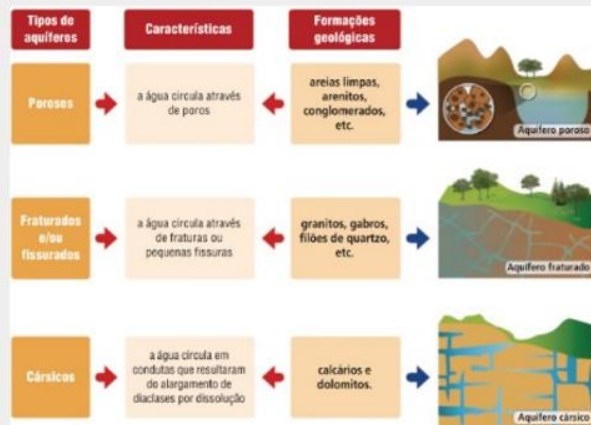 Tipos de
aquíferos
Características
Formações
geológicas
Porosos
a água circula através
de poros
areias limpas,
arenitos,
conglomerados,
etc.
Aquífero poroso
Fraturados
e/ou
fissurados
a água circula através
de fraturas ou
pequenas fissuras
granitos, gabros,
filões de quartzo,
etc.
Aquífero fraturado
Cársicos
a água circula em
condutas que resultaram
do alargamento de
diaclases por dissolução
calcários e
dolomitos.
Aquífero cársico